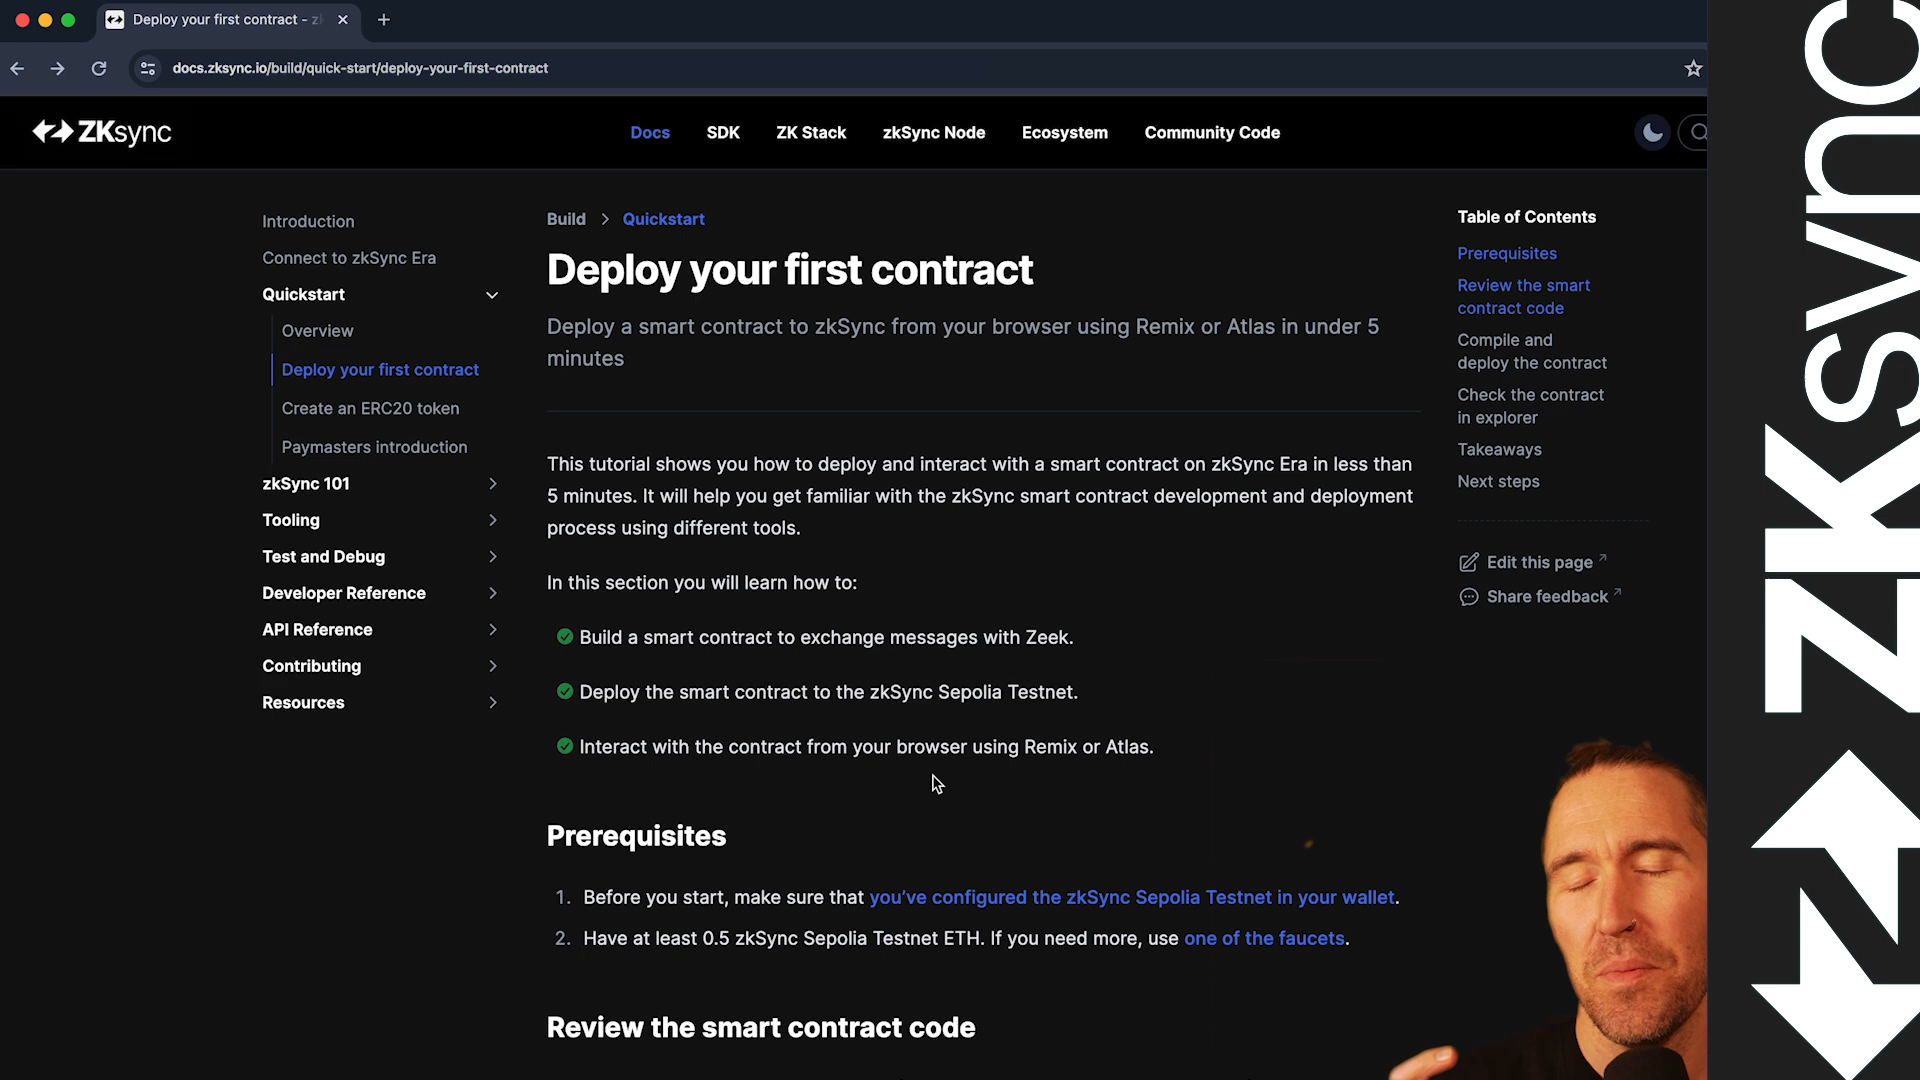 Deploy your first contract - z
docs.zksync.io/build/quick-start/deploy-your-first-contract
ZKsync
Docs
SDK
ZK Stack
zkSync Node
Ecosystem
Community Code
Introduction
Connect to zkSync Era
Quickstart
Overview
Deploy your first contract
Create an ERC20 token
Paymasters introduction
zkSync 101
Tooling
Test and Debug
Developer Reference
API Reference
Contributing
Resources
Build > Quickstart
Deploy your first contract
Deploy a smart contract to zkSync from your browser using Remix or Atlas in under 5
minutes
This tutorial shows you how to deploy and interact with a smart contract on zkSync Era in less than
5 minutes. It will help you get familiar with the zkSync smart contract development and deployment
process using different tools.
In this section you will learn how to:
Build a smart contract to exchange messages with Zeek.
Deploy the smart contract to the zkSync Sepolia Testnet.
Interact with the contract from your browser using Remix or Atlas.
Prerequisites
1. Before you start, make sure that you've configured the zkSync Sepolia Testnet in your wallet.
2. Have at least 0.5 zkSync Sepolia Testnet ETH. If you need more, use one of the faucets.
Review the smart contract code
Table of Contents
Prerequisites
Review the smart
contract code
Compile and
deploy the contract
Check the contract
in explorer
Takeaways
Next steps
Edit this page
Share feedback
ZKsync